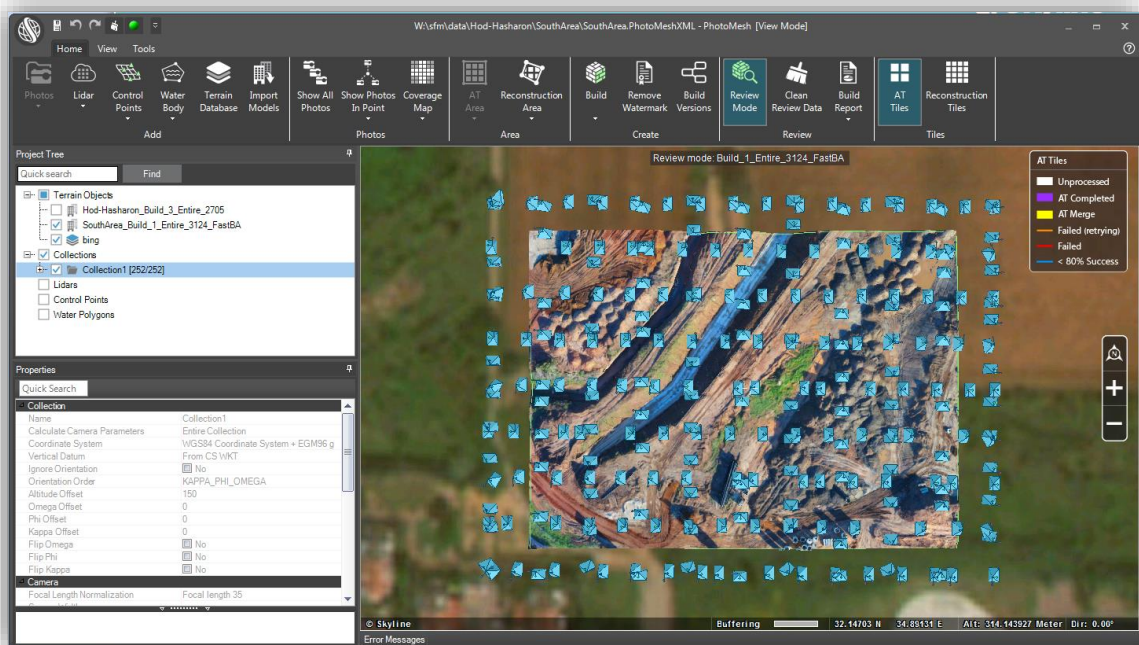 W:\sfm\data\Hod-Hasharon\SouthArea\SouthArea.PhotoMeshXML - PhotoMesh [View Mode]
Home View Tools
Photos
Lidar
Control Points
Water Body
Terrain Database
Import Models
Show All Photos
Show Photos In Point
Coverage Map
AT Area
Reconstruction Area
Build
Remove Watermark
Build Versions
Review Mode
Clean Review Data
Build Report
AT Tiles
Reconstruction Tiles
Add
Photos
Area
Create
Review
Tiles
Project Tree
Quick search Find
Terrain Objects
Hod-Hasharon_Build_3_Entire_2705
SouthArea_Build_1_Entire_3124_FastBA
bing
Collections
Collection1 [252/252]
Lidars
Control Points
Water Polygons
Properties
Quick Search
Collection
Name Collection1
Calculate Camera Parameters Entire Collection
Coordinate System WGS84 Coordinate System + EGM96 g
Vertical Datum From CS WKT
Ignore Orientation No
Orientation Order KAPPA_PHI_OMEGA
Altitude Offset 150
Omega Offset 0
Phi Offset 0
Kappa Offset 0
Flip Omega No
Flip Phi No
Flip Kappa No
Camera
Focal Length Normalization Focal length 35
Review mode: Build_1_Entire_3124_FastBA
AT Tiles
Unprocessed
AT Completed
AT Merge
Failed (retrying)
Failed
< 80% Success
N
© Skyline
Buffering 32.14703 N 34.89131 E Alt: 314.143927 Meter Dir: 0.00°
Error Messages